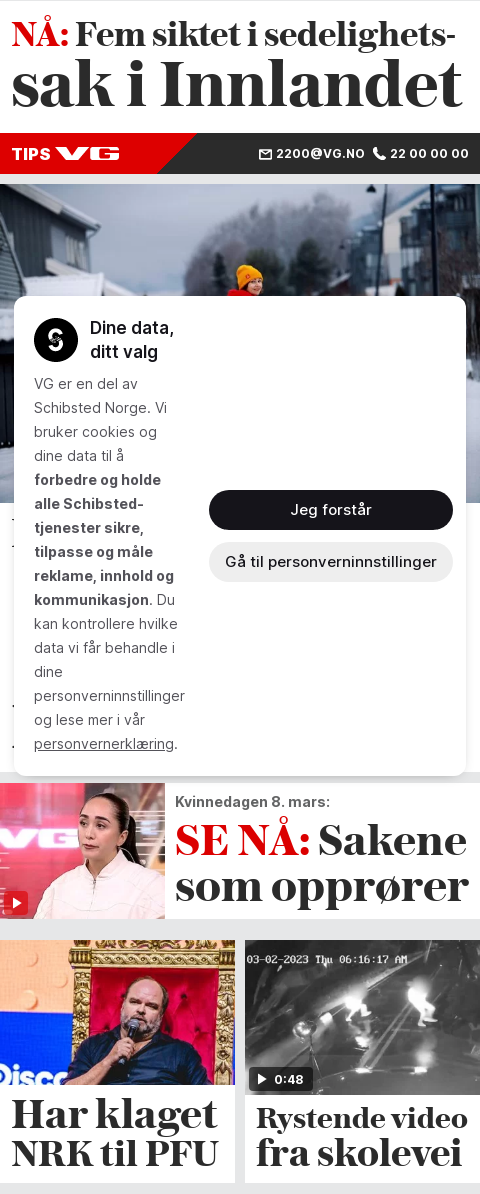 NÅ: Fem siktet i sedelighets-
sak i Innlandet
TIPS VG
2200@VG.NO 22 00 00 00
Dine data,
ditt valg
VG er en del av
Schibsted Norge. Vi
bruker cookies og
dine data til å
forbedre og holde
alle Schibsted-
tjenester sikre,
tilpasse og måle
reklame, innhold og
kommunikasjon. Du
kan kontrollere hvilke
data vi får behandle i
dine
personverninnstillinger
og lese mer i vår
personvernerklæring.
Jeg forstår
Gå til personverninnstillinger
VG
Kvinnedagen 8. mars:
SE NÅ: Sakene
som opprører
Disco
Har klaget
NRK til PFU
03-02-2023 Thu 06:16:17 AM
0:48
Rystende video
fra skolevei